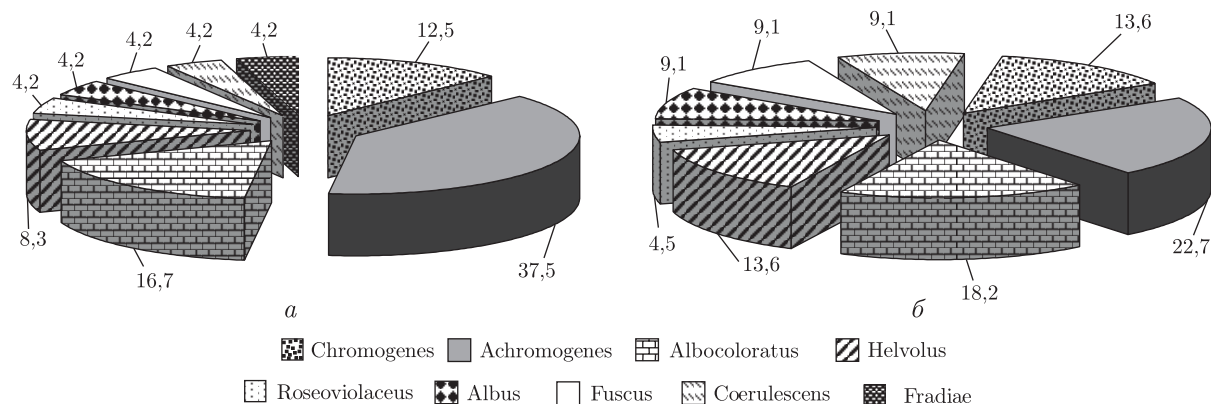 4,2 4,2 4,2 12,5 9,1 13,6
4,2 9,1
4,2 9,1
8,3 4,5
16,7 37,5 13,6 18,2 22,7
а б
Chromogenes Achromogenes Albocoloratus Helvolus
Roseoviolaceus Albus Fuscus Coerulescens Fradiae